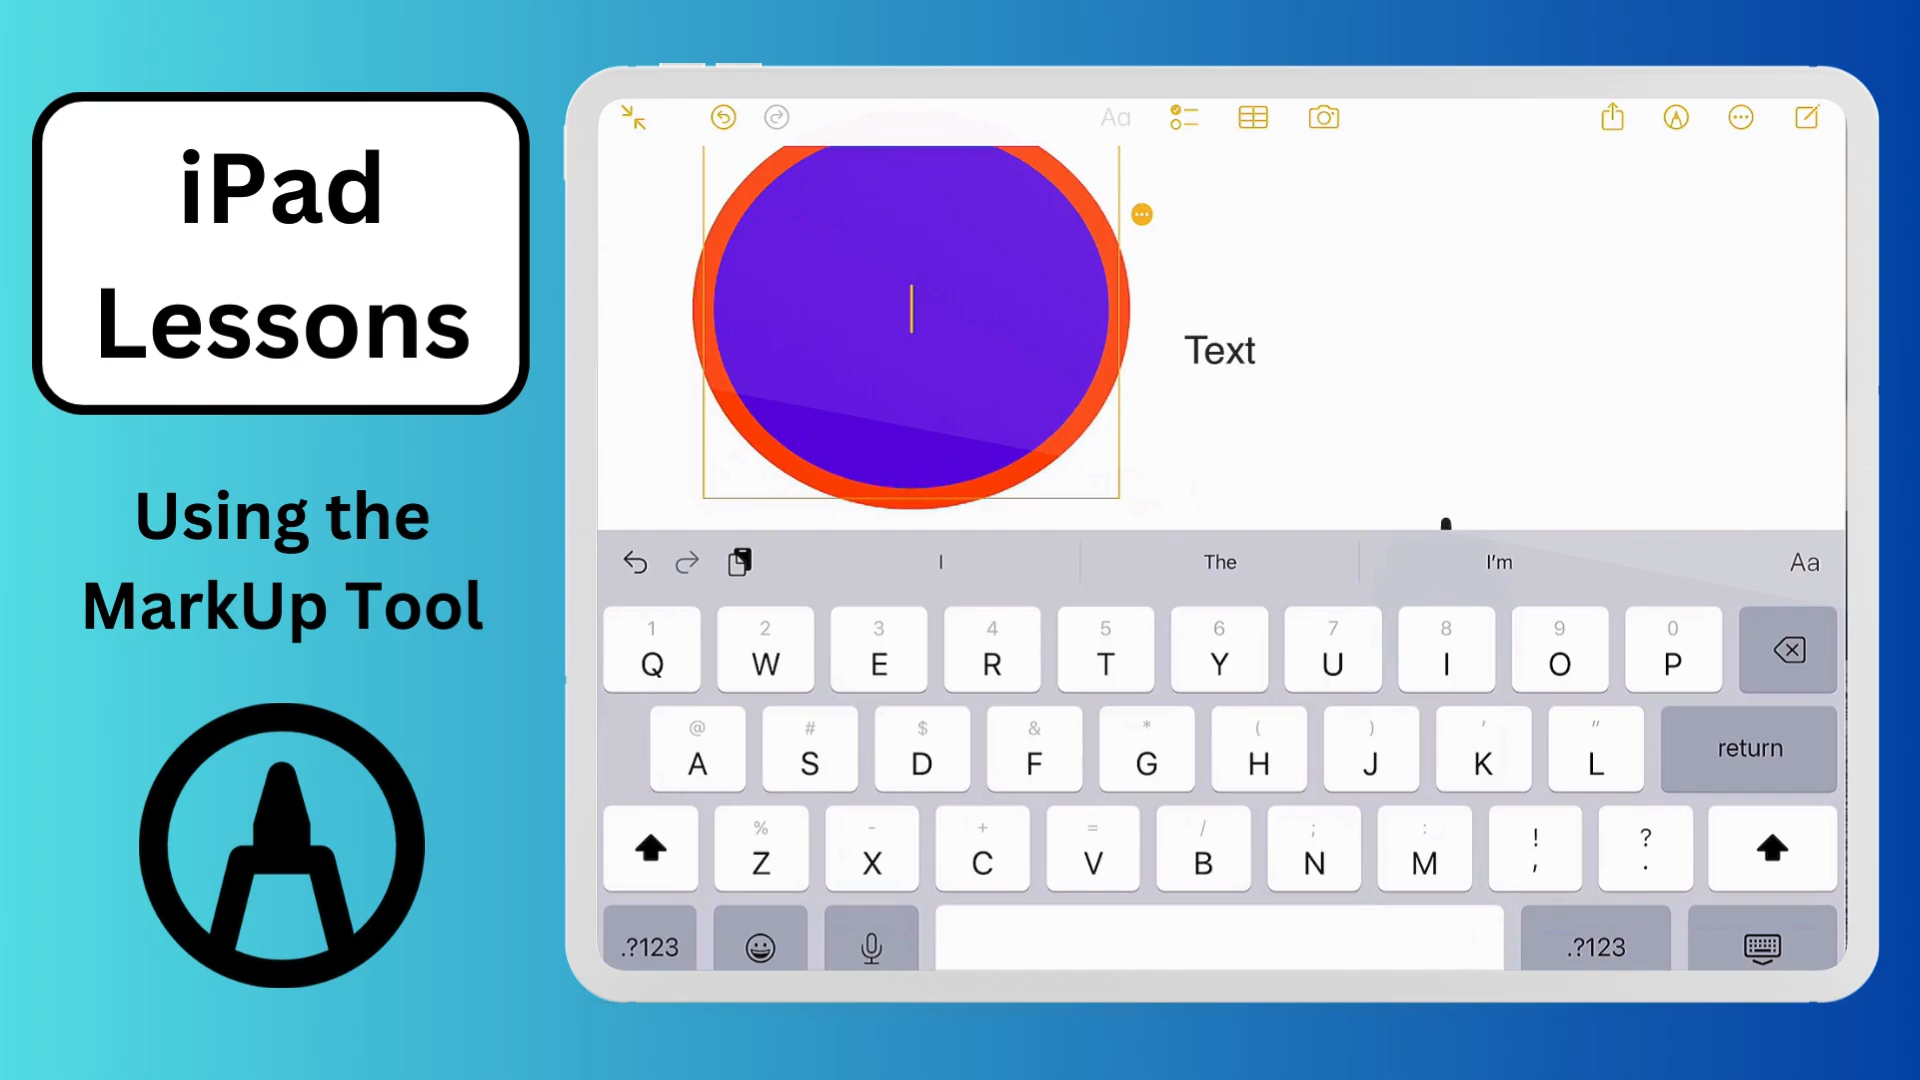 iPad
Lessons
Using the
MarkUp Tool
Aa
Text
I The I'm Aa
1 2 3 4 5 6 7 8 9 0
Q W E R T Y U I O P
@ # $ & * ( ) ' "
A S D F G H J K L return
% - + = / ; : ! ?
Z X C V B N M , .
.?123 .?123